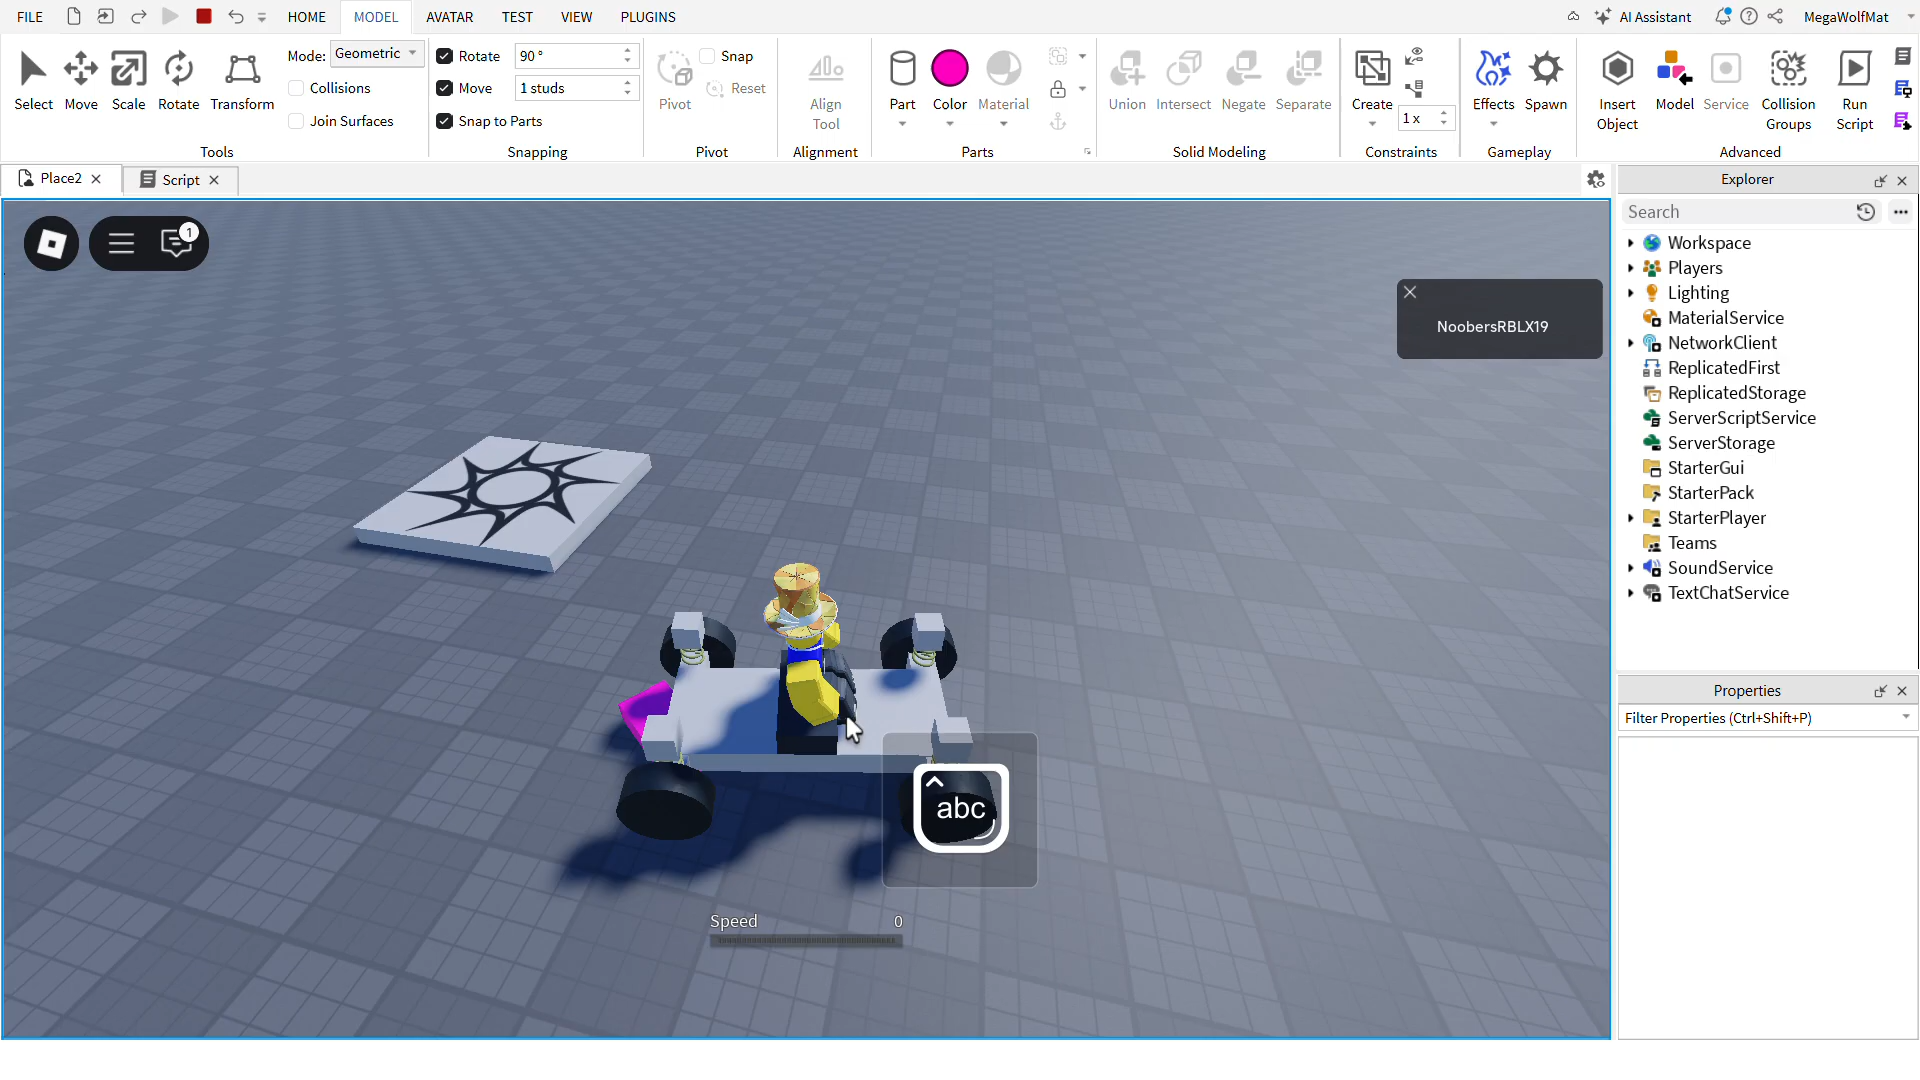 FILE HOME MODEL AVATAR TEST VIEW PLUGINS AI Assistant MegaWolfMat
Select Move Scale Rotate Transform
Mode: Geometric
Collisions
Join Surfaces
Tools
Rotate 90 °
Move 1 studs
Snap to Parts
Snapping
Pivot Snap
Reset
Pivot
Align Tool
Alignment
Part Color Material
Parts
Union Intersect Negate Separate
Solid Modeling
Create 1 x
Constraints
Effects Spawn
Gameplay
Insert Object Model Service Collision Groups Run Script
Advanced
Place2 Script
1
NoobersRBLX19
abc
Speed 0
Explorer
Search
Workspace
Players
Lighting
MaterialService
NetworkClient
ReplicatedFirst
ReplicatedStorage
ServerScriptService
ServerStorage
StarterGui
StarterPack
StarterPlayer
Teams
SoundService
TextChatService
Properties
Filter Properties (Ctrl+Shift+P)